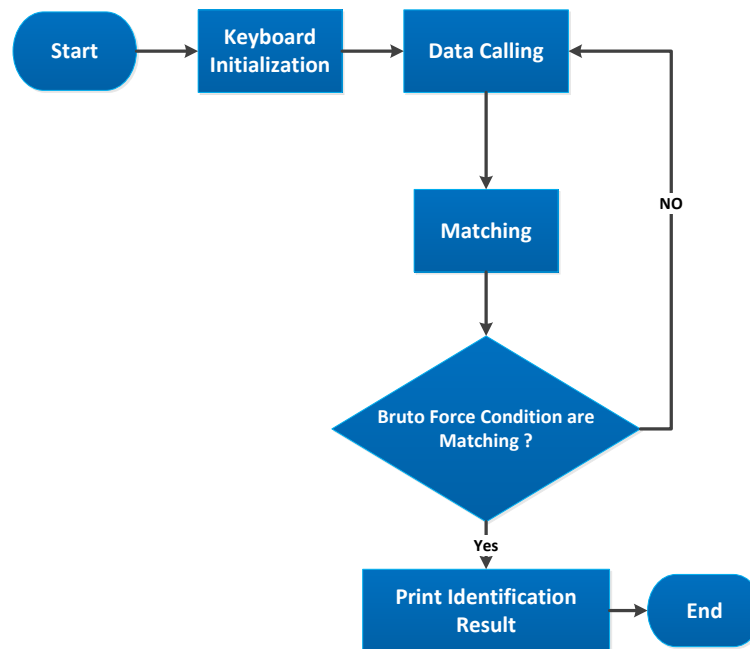 Start
Keyboard
Initialization
Data Calling
Matching
NO
Bruto Force Condition are
Matching ?
Yes
Print Identification
Result
End